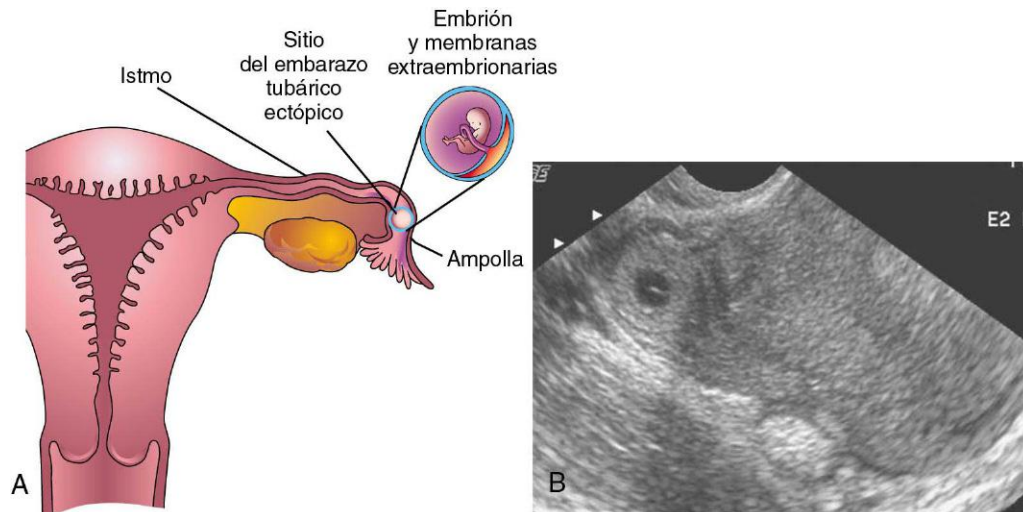 Embrión
y membranas
extraembrionarias
Sitio
del embarazo
tubárico
ectópico
Istmo
Ampolla
A
E2
B